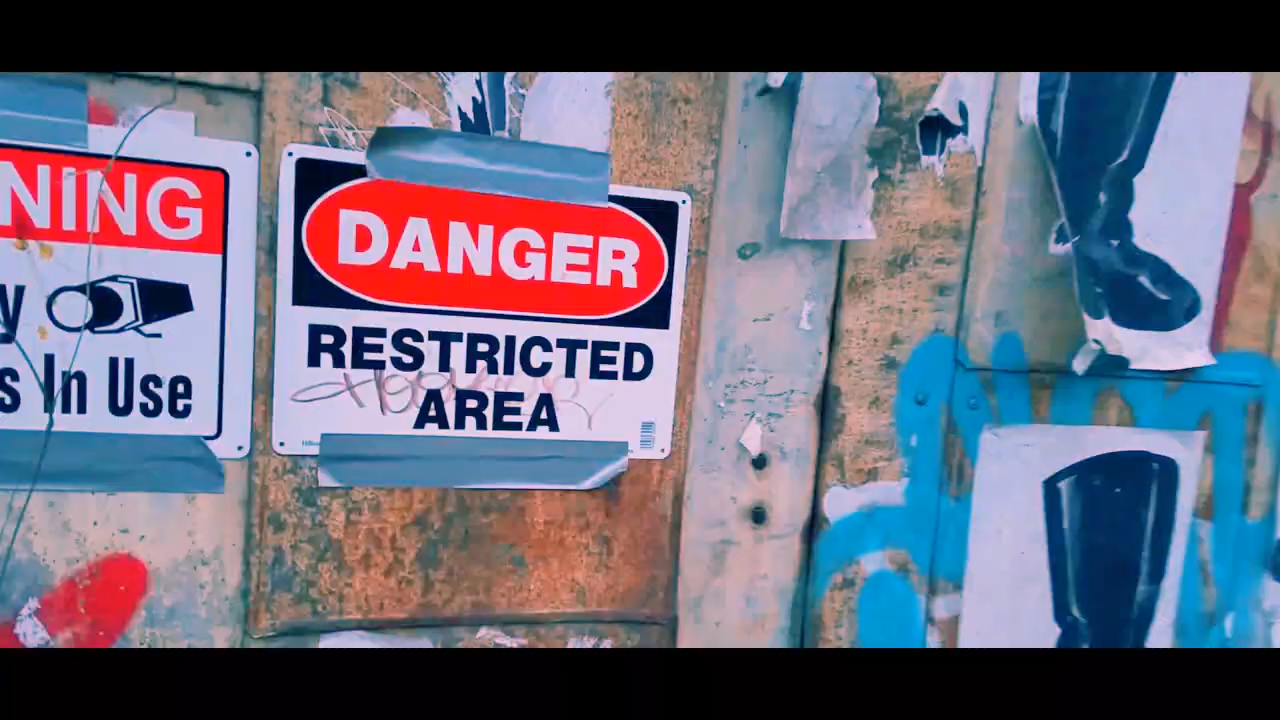 NING
y
s In Use
DANGER
RESTRICTED
AREA